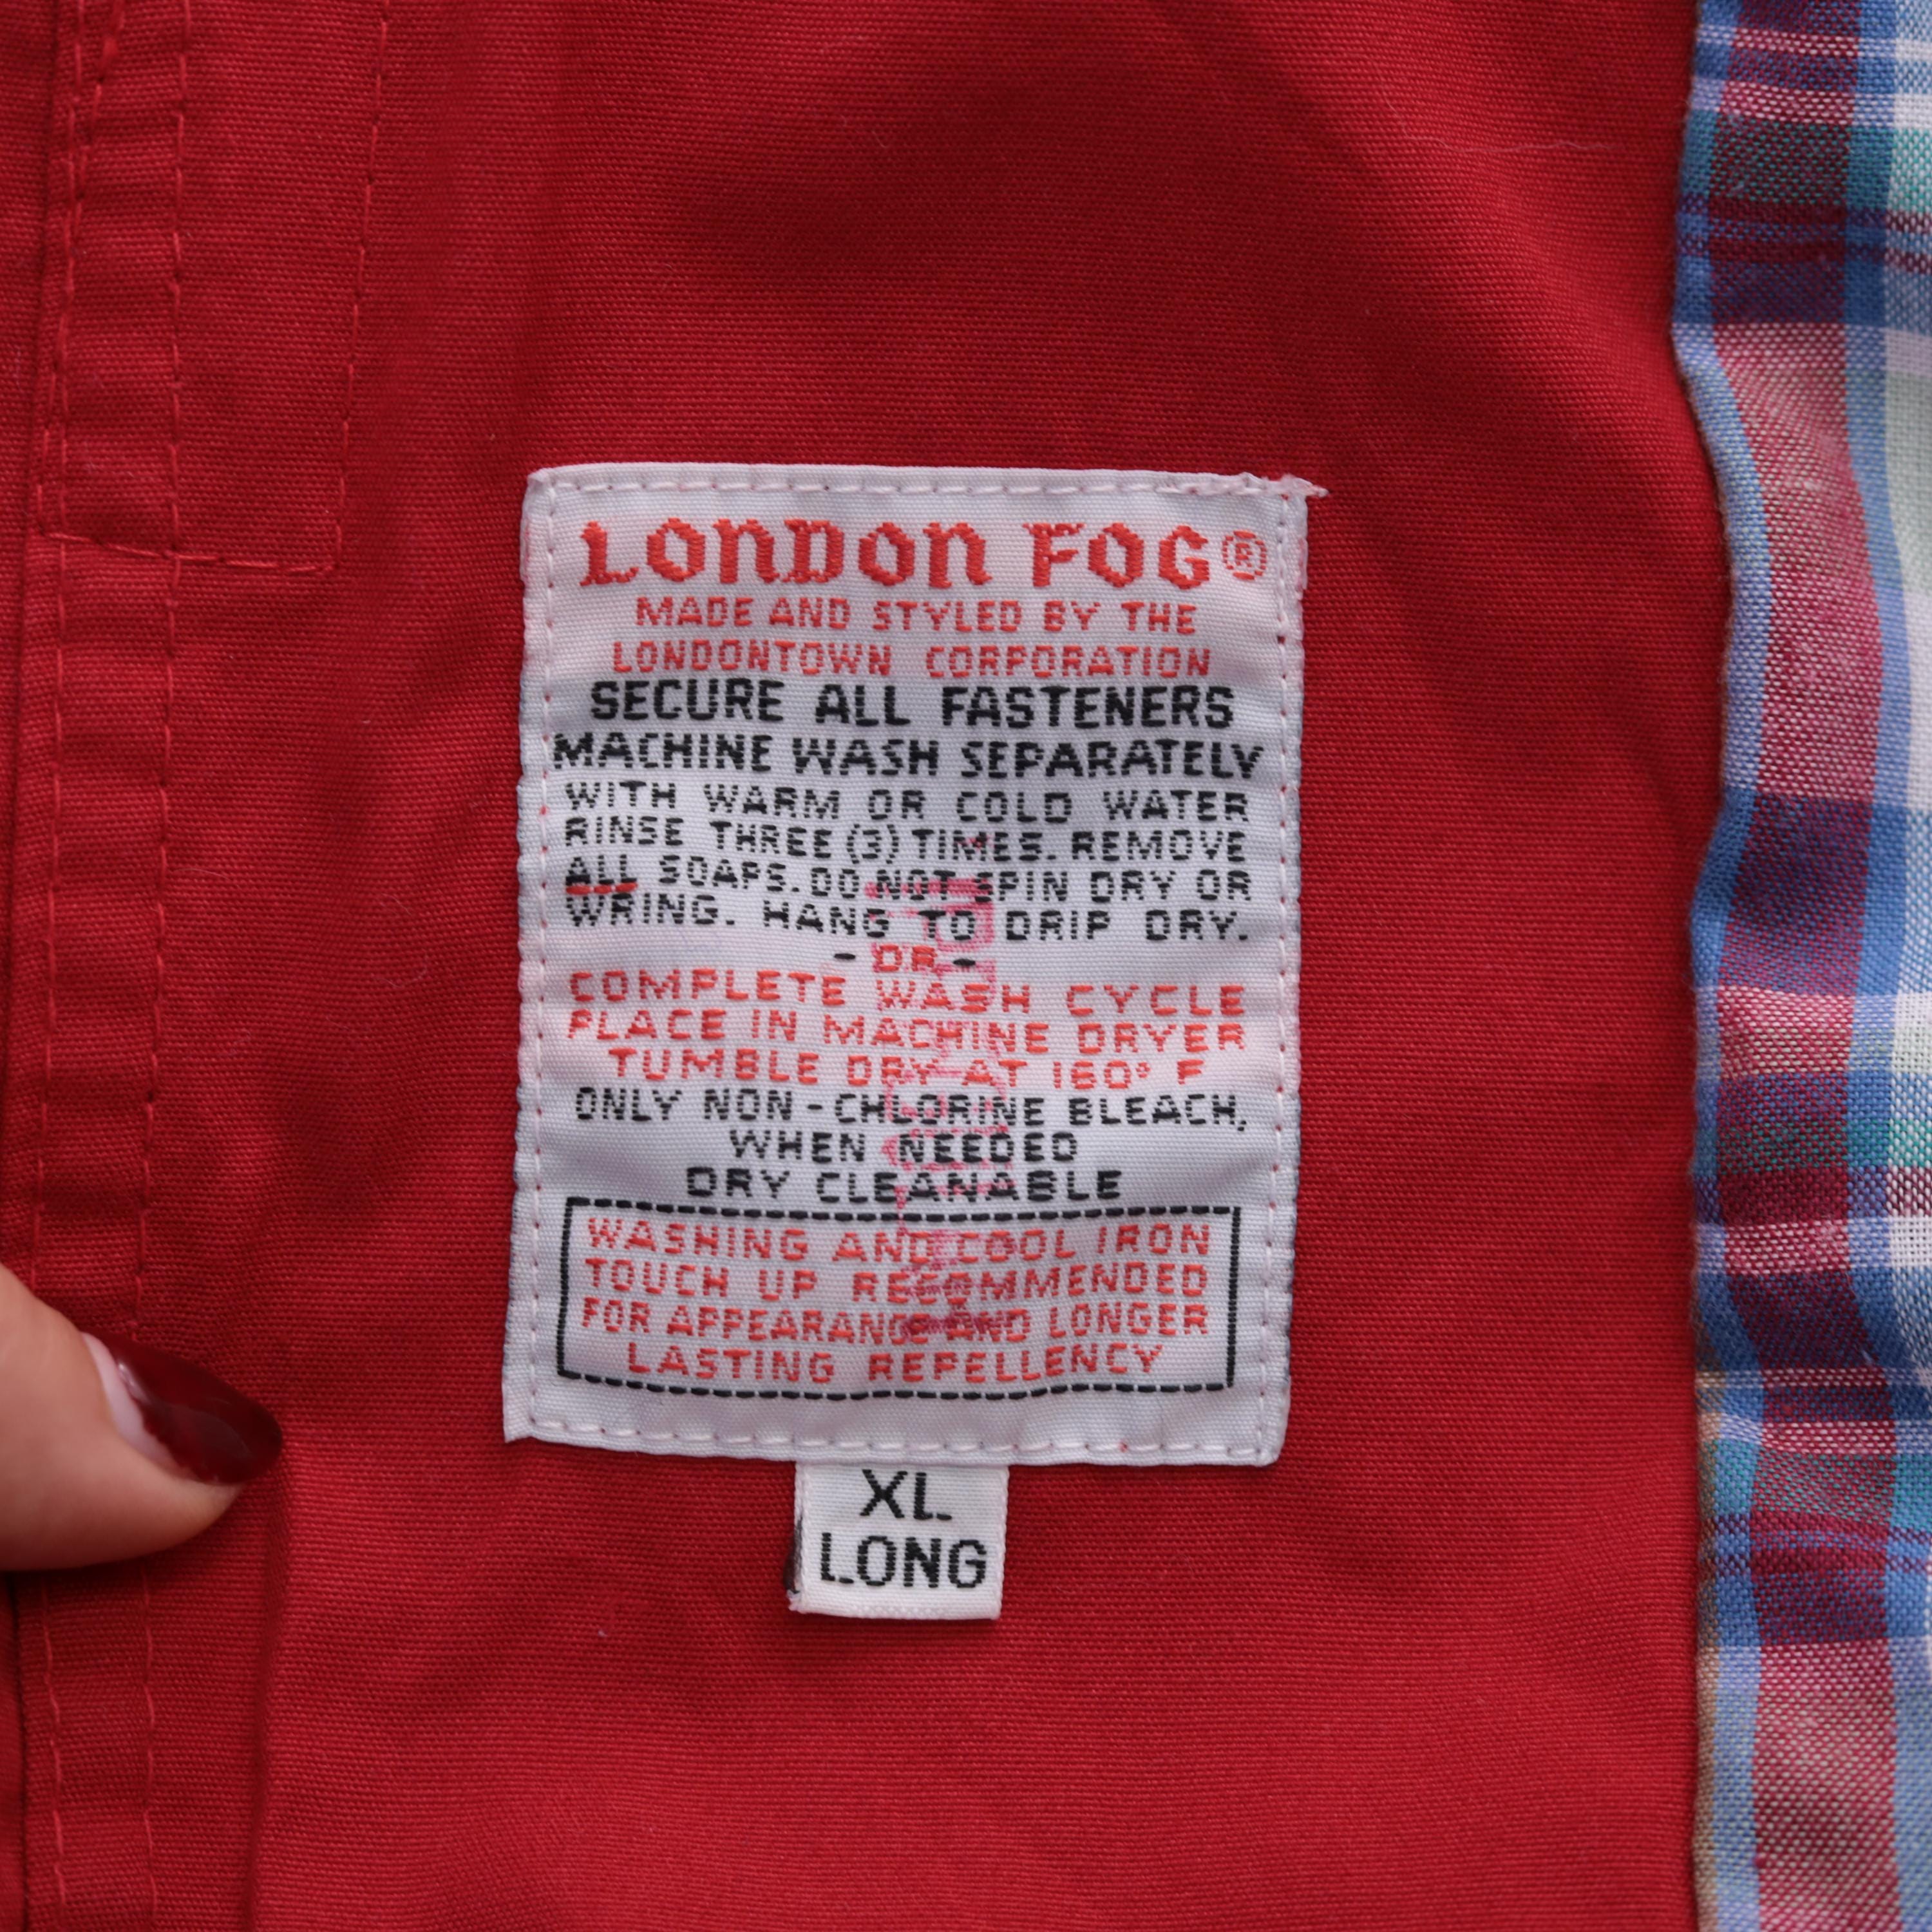 LONDON FOG®
MADE AND STYLED BY THE
LONDONTOWN CORPORATION
SECURE ALL FASTENERS
MACHINE WASH SEPARATELY
WITH WARM OR COLD WATER
RINSE THREE (3) TIMES. REMOVE
ALL SOAPS. DO NOT SPIN DRY OR
WRING. HANG TO DRIP DRY.
- OR -
COMPLETE WASH CYCLE
PLACE IN MACHINE DRYER
TUMBLE DRY AT 160° F
ONLY NON-CHLORINE BLEACH,
WHEN NEEDED
DRY CLEANABLE
WASHING AND COOL IRON
TOUCH UP RECOMMENDED
FOR APPEARANCE AND LONGER
LASTING REPELLENCY
XL
LONG